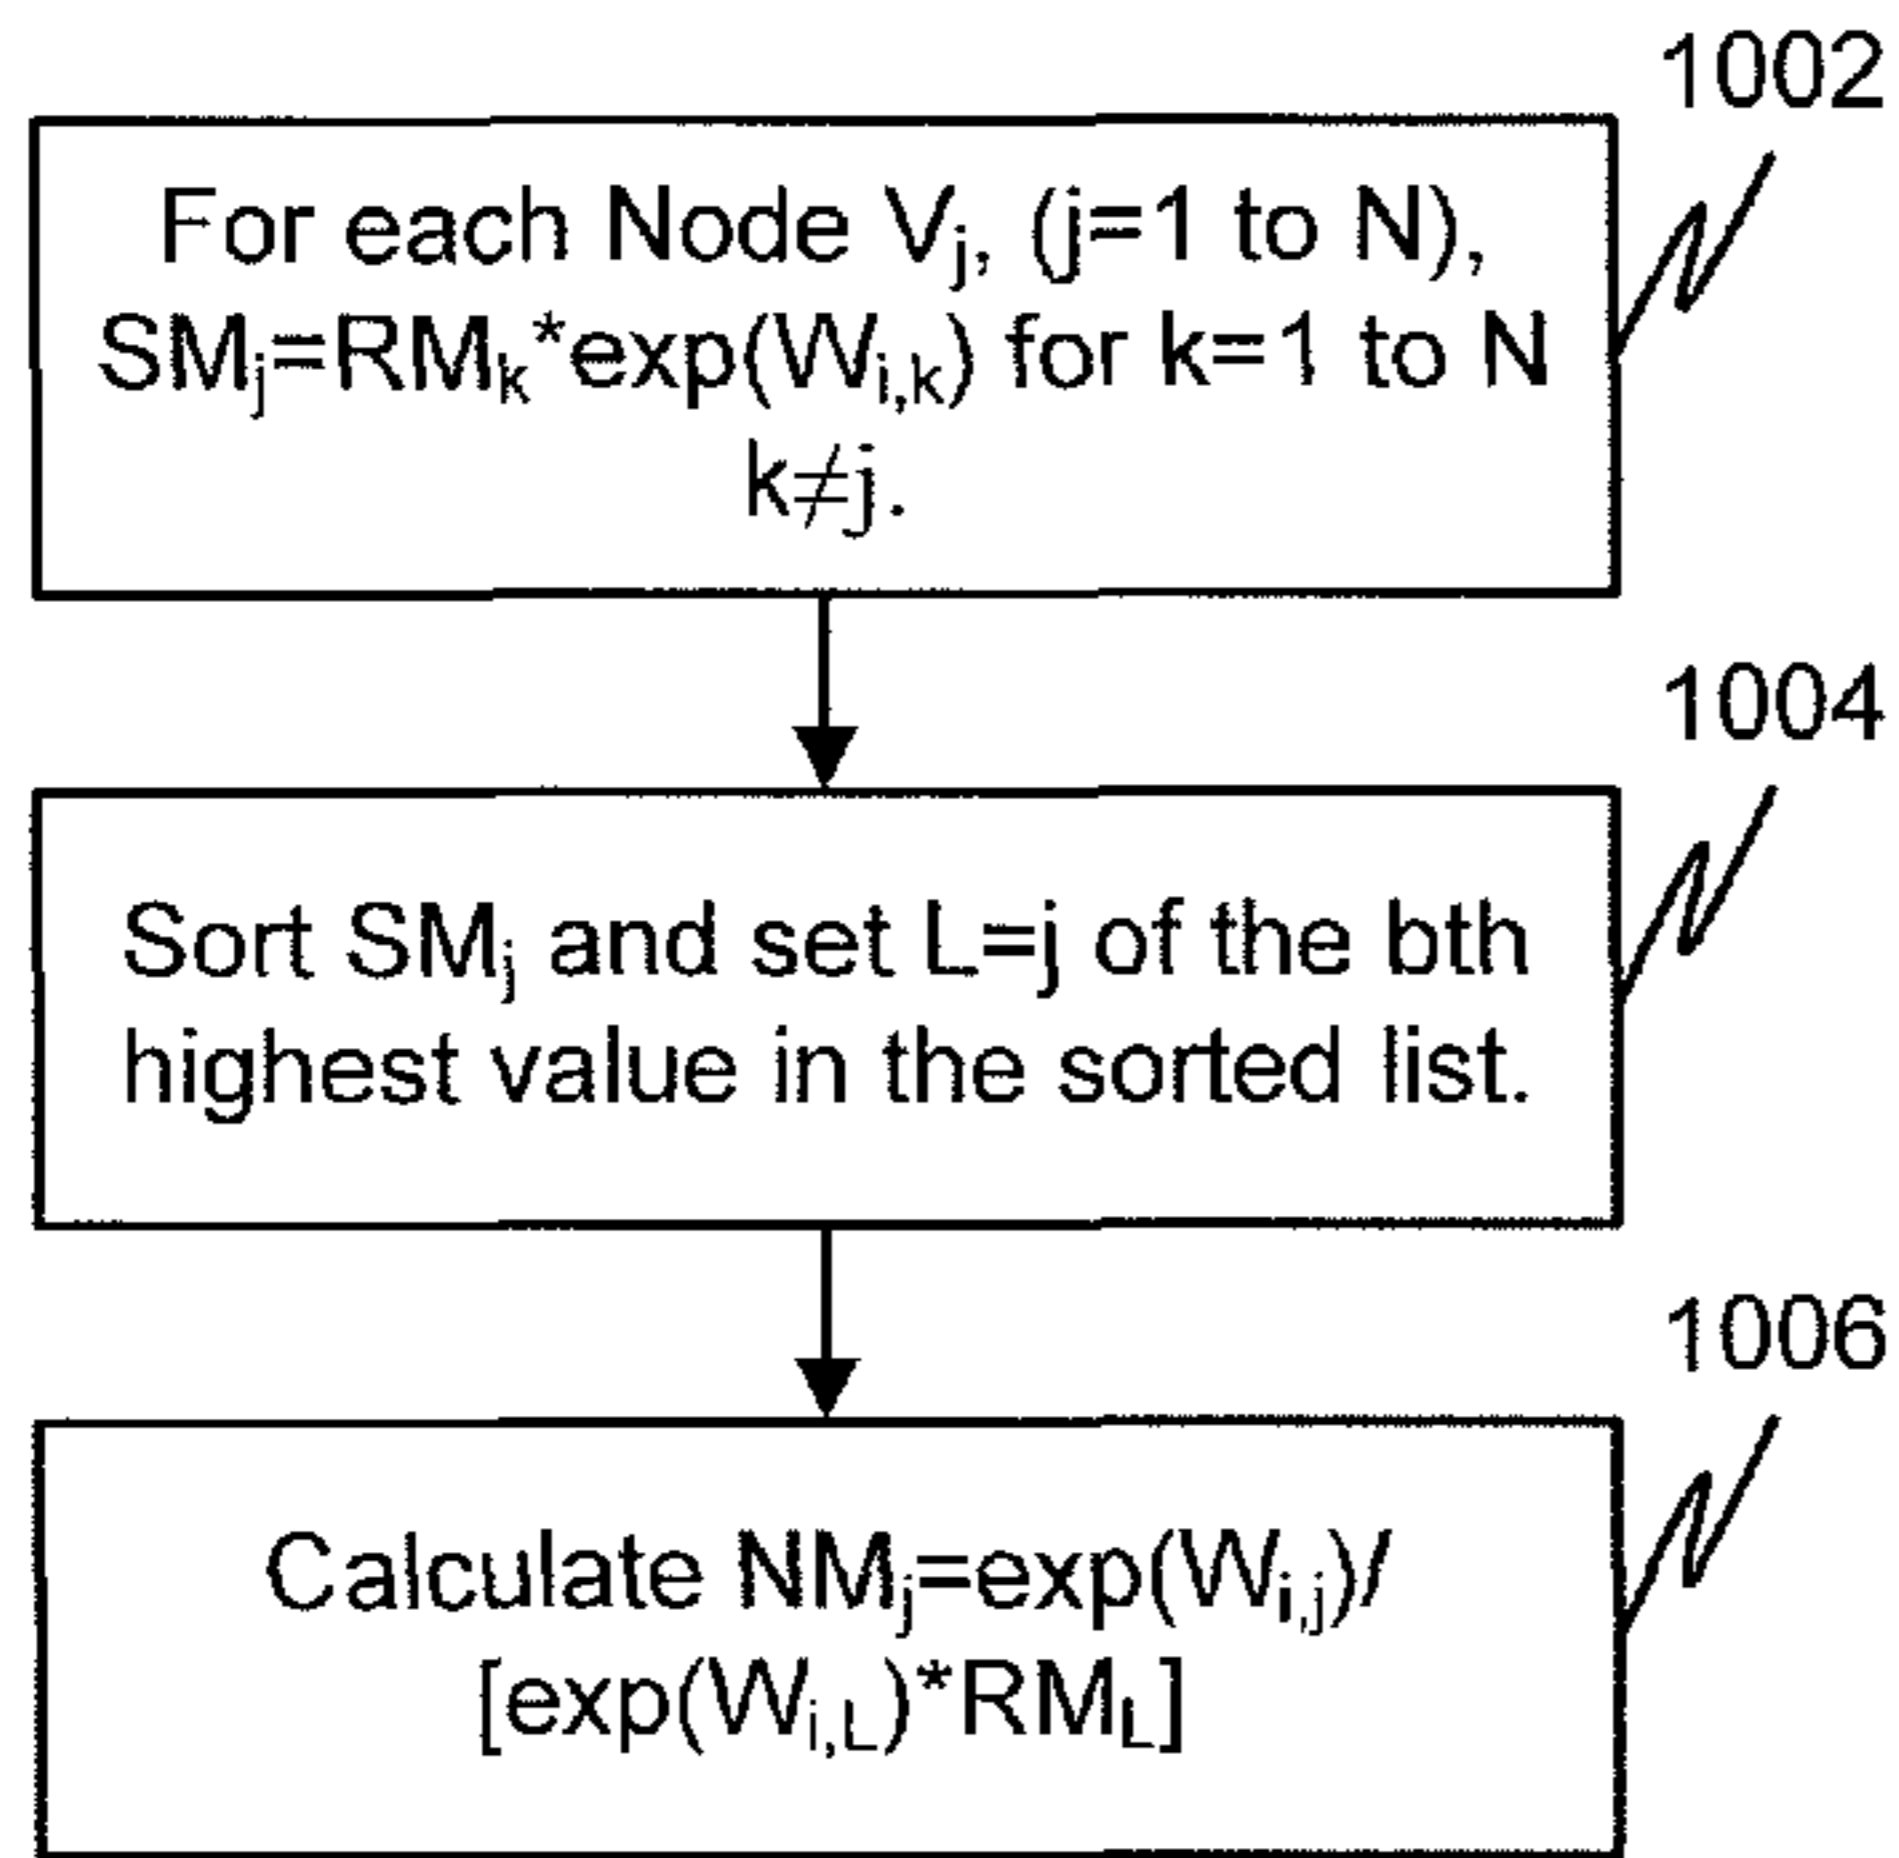 1002
For each Node Vj, (j=1 to N),
SMj=RMk*exp(Wi,k) for k=1 to N
k≠j.
1004
Sort SMj and set L=j of the bth
highest value in the sorted list.
1006
Calculate NMj=exp(Wi,j)/
[exp(Wi,L)*RML]